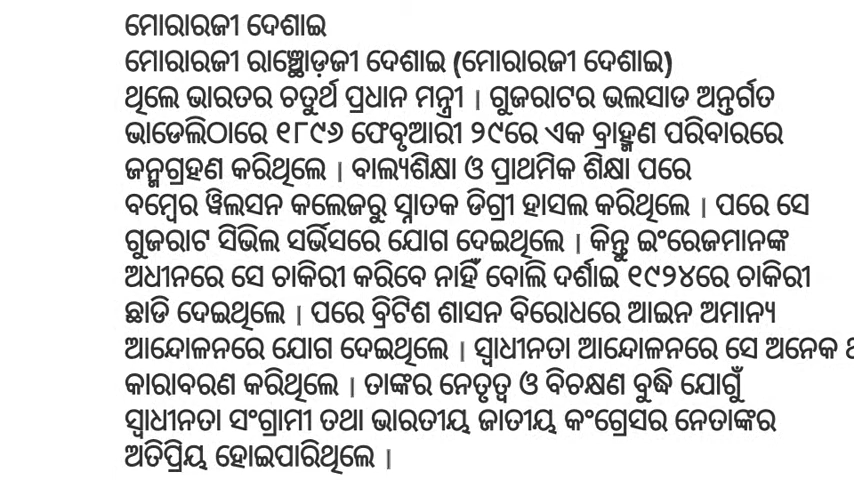 ମୋରାରଜୀ ଦେଶାଇ
ମୋରାରଜୀ ରାଞ୍ଛୋଡ଼ଜୀ ଦେଶାଇ (ମୋରାରଜୀ ଦେଶାଇ)
ଥିଲେ ଭାରତର ଚତୁର୍ଥ ପ୍ରଧାନ ମନ୍ତ୍ରୀ । ଗୁଜରାଟର ଭଲସାଡ ଅନ୍ତର୍ଗତ
ଭାଡେଲିଠାରେ ୧୮୯୬ ଫେବୃଆରୀ ୨୯ରେ ଏକ ବ୍ରାହ୍ମଣ ପରିବାରରେ
ଜନ୍ମଗ୍ରହଣ କରିଥିଲେ । ବାଲ୍ୟଶିକ୍ଷା ଓ ପ୍ରାଥମିକ ଶିକ୍ଷା ପରେ
ବମ୍ବେର ୱିଲସନ କଲେଜରୁ ସ୍ନାତକ ଡିଗ୍ରୀ ହାସଲ କରିଥିଲେ । ପରେ ସେ
ଗୁଜରାଟ ସିଭିଲ ସର୍ଭିସରେ ଯୋଗ ଦେଇଥିଲେ । କିନ୍ତୁ ଇଂରେଜମାନଙ୍କ
ଅଧୀନରେ ସେ ଚାକିରୀ କରିବେ ନାହିଁ ବୋଲି ଦର୍ଶାଇ ୧୯୨୪ରେ ଚାକିରୀ
ଛାଡି ଦେଇଥିଲେ । ପରେ ବ୍ରିଟିଶ ଶାସନ ବିରୋଧରେ ଆଇନ ଅମାନ୍ୟ
ଆନ୍ଦୋଳନରେ ଯୋଗ ଦେଇଥିଲେ । ସ୍ୱାଧୀନତା ଆନ୍ଦୋଳନରେ ସେ ଅନେକ
କାରାବରଣ କରିଥିଲେ । ତାଙ୍କର ନେତୃତ୍ୱ ଓ ବିଚକ୍ଷଣ ବୁଦ୍ଧି ଯୋଗୁଁ
ସ୍ୱାଧୀନତା ସଂଗ୍ରାମୀ ତଥା ଭାରତୀୟ ଜାତୀୟ କଂଗ୍ରେସର ନେତାଙ୍କର
ଅତିପ୍ରିୟ ହୋଇପାରିଥିଲେ ।